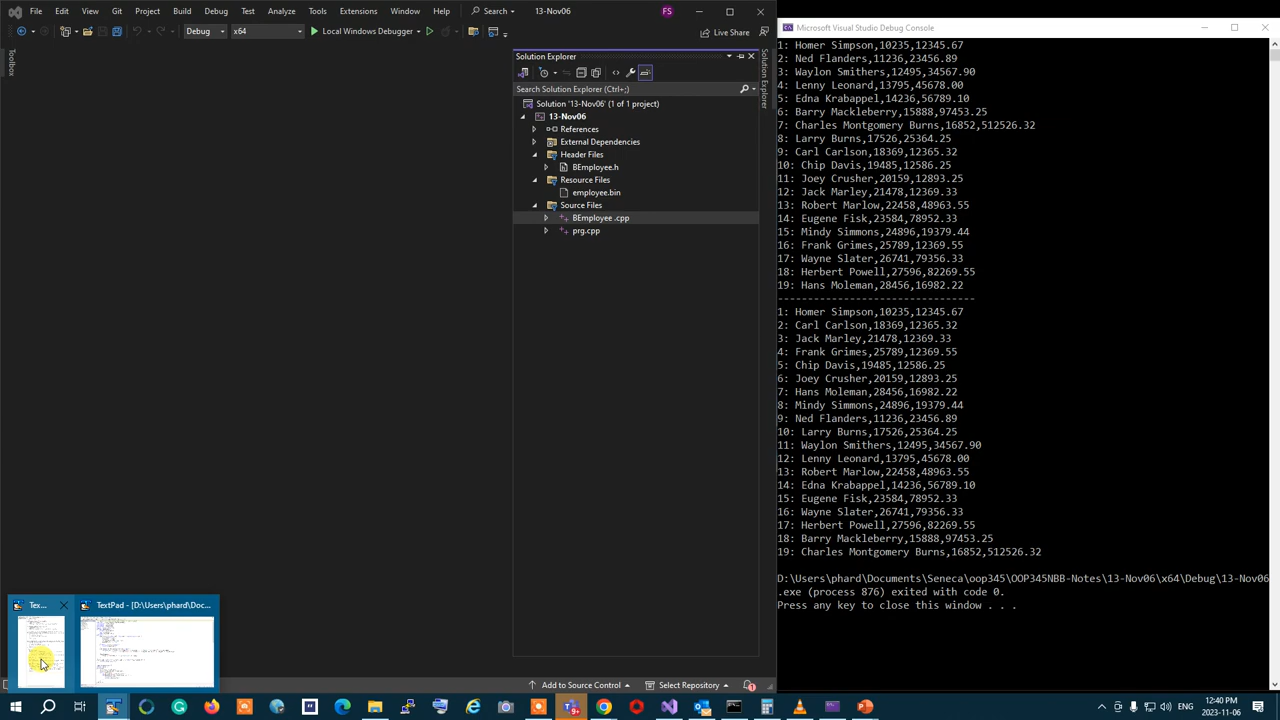 File Edit Test Analyze Tools Extensions Window Help Search 13-Nov06 FS
x64 Local Windows Debugger Live Share
Toolbox
Solution Explorer
Search Solution Explorer (Ctrl+;)
Solution '13-Nov06' (1 of 1 project)
13-Nov06
References
External Dependencies
Header Files
BEmployee.h
Resource Files
employee.bin
Source Files
BEmployee .cpp
prg.cpp
Solution Explorer
Tex...
TextPad - [D:\Users\phard\Doc...
Add to Source Control Select Repository 1
Microsoft Visual Studio Debug Console
1: Homer Simpson,10235,12345.67
2: Ned Flanders,11236,23456.89
3: Waylon Smithers,12495,34567.90
4: Lenny Leonard,13795,45678.00
5: Edna Krabappel,14236,56789.10
6: Barry Mackleberry,15888,97453.25
7: Charles Montgomery Burns,16852,512526.32
8: Larry Burns,17526,25364.25
9: Carl Carlson,18369,12365.32
10: Chip Davis,19485,12586.25
11: Joey Crusher,20159,12893.25
12: Jack Marley,21478,12369.33
13: Robert Marlow,22458,48963.55
14: Eugene Fisk,23584,78952.33
15: Mindy Simmons,24896,19379.44
16: Frank Grimes,25789,12369.55
17: Wayne Slater,26741,79356.33
18: Herbert Powell,27596,82269.55
19: Hans Moleman,28456,16982.22
---------------------------------
1: Homer Simpson,10235,12345.67
2: Carl Carlson,18369,12365.32
3: Jack Marley,21478,12369.33
4: Frank Grimes,25789,12369.55
5: Chip Davis,19485,12586.25
6: Joey Crusher,20159,12893.25
7: Hans Moleman,28456,16982.22
8: Mindy Simmons,24896,19379.44
9: Ned Flanders,11236,23456.89
10: Larry Burns,17526,25364.25
11: Waylon Smithers,12495,34567.90
12: Lenny Leonard,13795,45678.00
13: Robert Marlow,22458,48963.55
14: Edna Krabappel,14236,56789.10
15: Eugene Fisk,23584,78952.33
16: Wayne Slater,26741,79356.33
17: Herbert Powell,27596,82269.55
18: Barry Mackleberry,15888,97453.25
19: Charles Montgomery Burns,16852,512526.32
D:\Users\phard\Documents\Seneca\oop345\OOP345NBB-Notes\13-Nov06\x64\Debug\13-Nov06
.exe (process 876) exited with code 0.
Press any key to close this window . . .
ENG 12:40 PM
2023-11-06